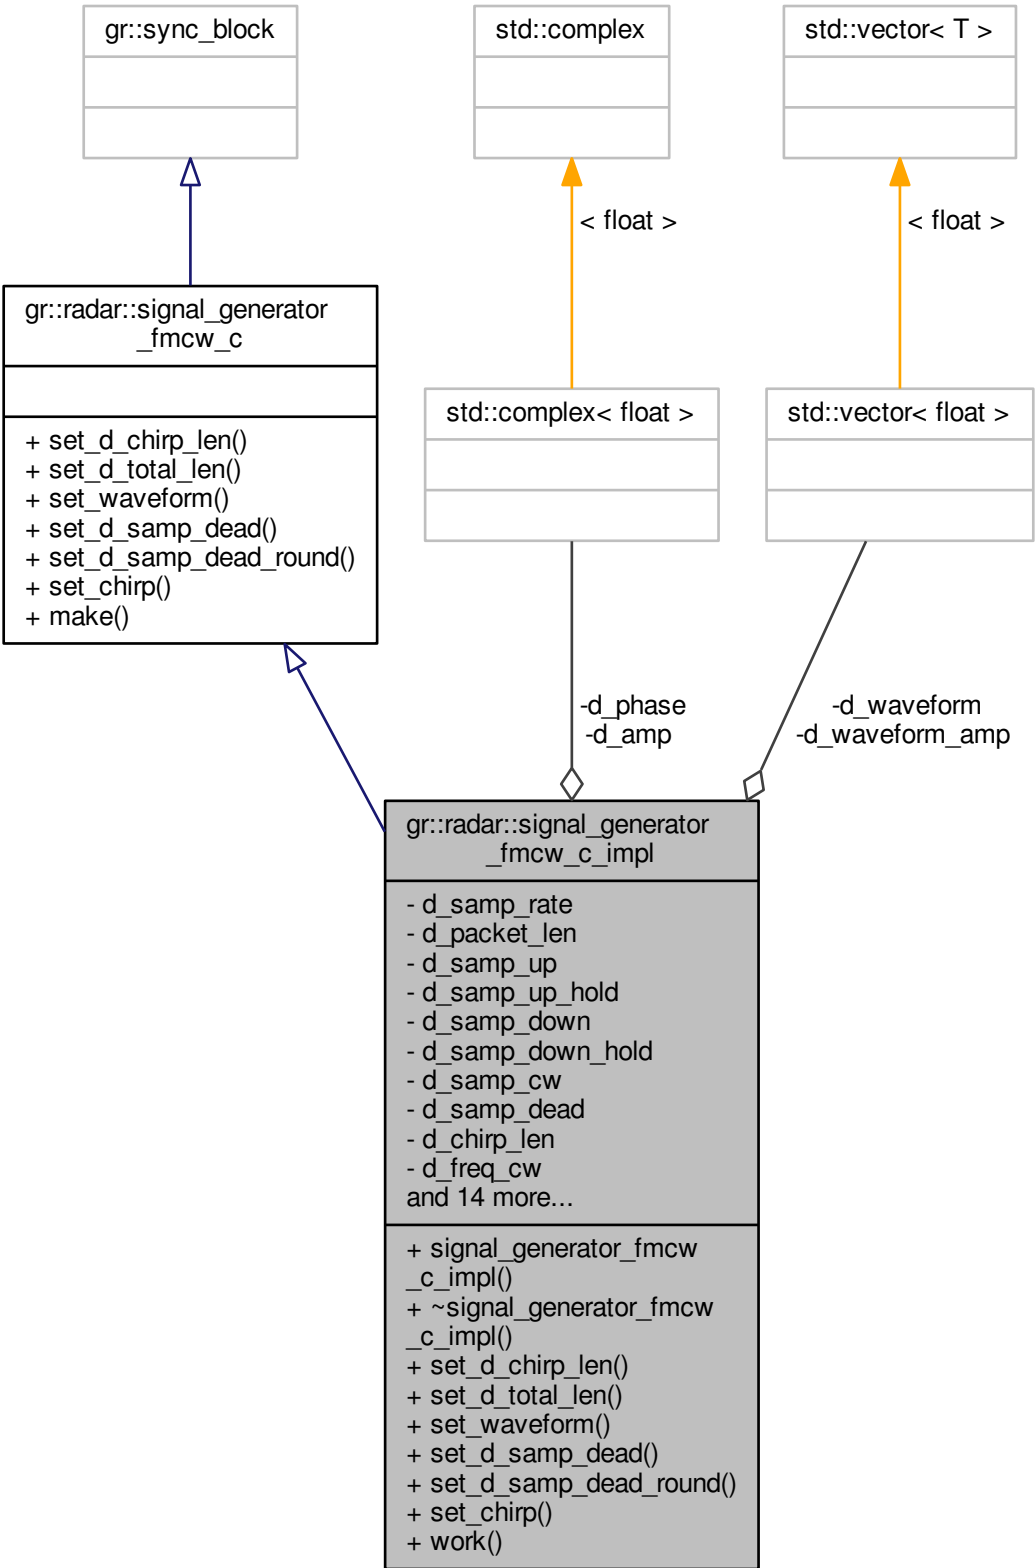 gr::sync_block
std::complex
std::vector< T >
< float >
< float >
gr::radar::signal_generator
_fmcw_c
+ set_d_chirp_len()
+ set_d_total_len()
+ set_waveform()
+ set_d_samp_dead()
+ set_d_samp_dead_round()
+ set_chirp()
+ make()
std::complex< float >
std::vector< float >
-d_phase
-d_amp
-d_waveform
-d_waveform_amp
gr::radar::signal_generator
_fmcw_c_impl
- d_samp_rate
- d_packet_len
- d_samp_up
- d_samp_up_hold
- d_samp_down
- d_samp_down_hold
- d_samp_cw
- d_samp_dead
- d_chirp_len
- d_freq_cw
and 14 more...
+ signal_generator_fmcw
_c_impl()
+ ~signal_generator_fmcw
_c_impl()
+ set_d_chirp_len()
+ set_d_total_len()
+ set_waveform()
+ set_d_samp_dead()
+ set_d_samp_dead_round()
+ set_chirp()
+ work()